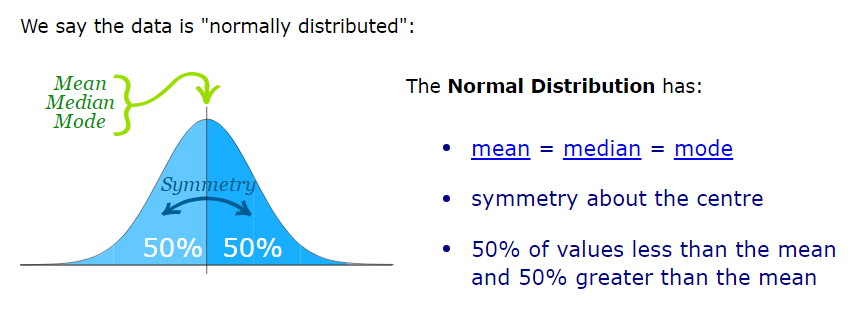 We say the data is "normally distributed":
Mean
Median
Mode
Symmetry
50% 50%
The Normal Distribution has:
• mean = median = mode
• symmetry about the centre
• 50% of values less than the mean
and 50% greater than the mean